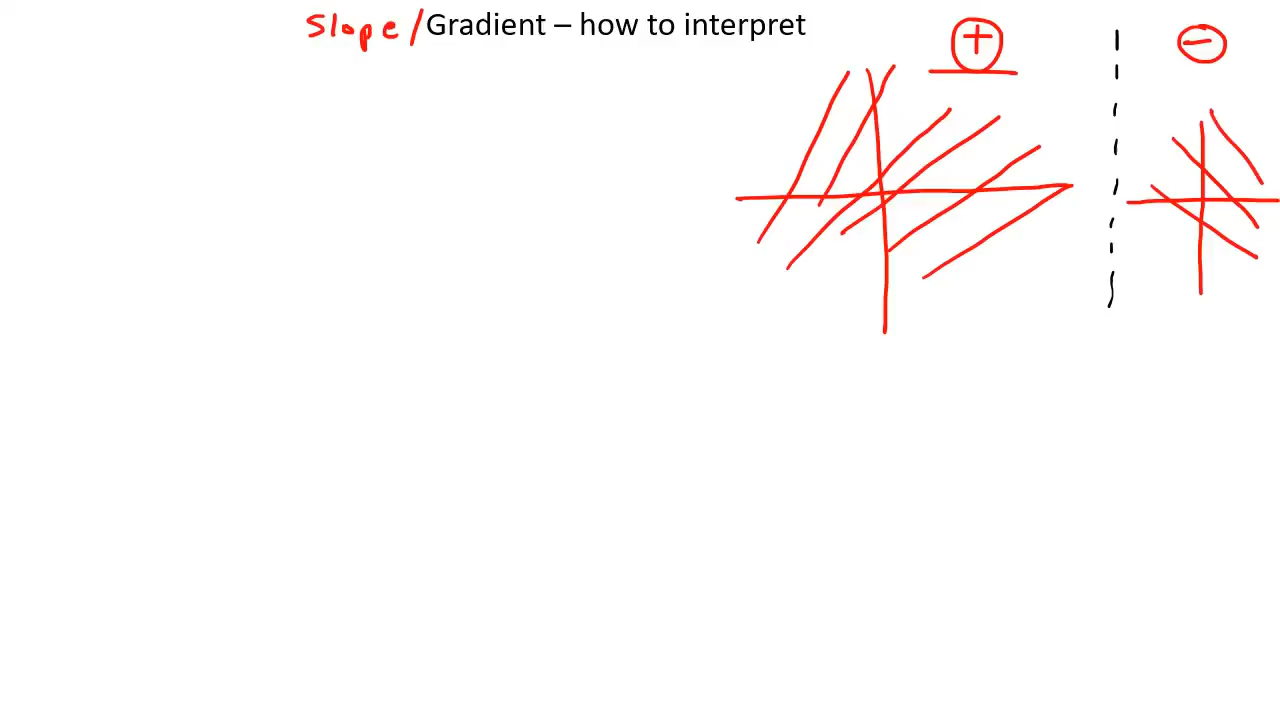 Slope/Gradient – how to interpret
+
−